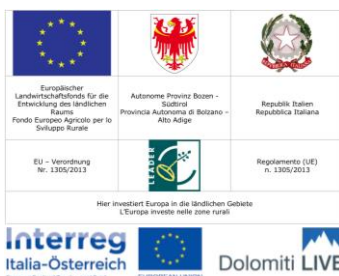 Europäischer
Landwirtschaftsfonds für die
Entwicklung des ländlichen
Raums
Fondo Europeo Agricolo per lo
Sviluppo Rurale
Autonome Provinz Bozen -
Südtirol
Provincia Autonoma di Bolzano –
Alto Adige
Republik Italien
Repubblica Italiana
EU – Verordnung
Nr. 1305/2013
LEADER
Regolamento (UE)
n. 1305/2013
Hier investiert Europa in die ländlichen Gebiete
L'Europa investe nelle zone rurali
Interreg
Italia-Österreich
EUROPEAN UNION
Dolomiti LIVE